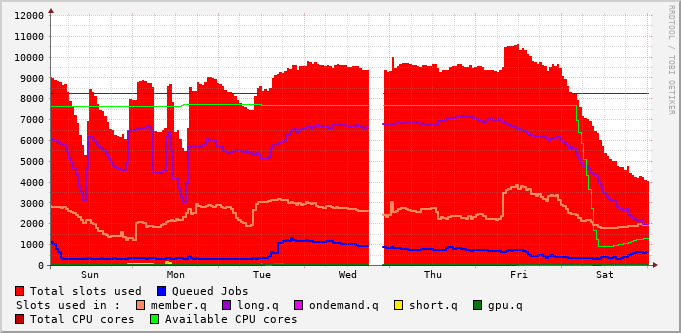 RRDTOOL / TOBI OETIKER
12000
11000
10000
9000
8000
7000
6000
5000
4000
3000
2000
1000
0
Sun Mon Tue Wed Thu Fri Sat
Total slots used Queued Jobs
Slots used in : member.q long.q ondemand.q short.q gpu.q
Total CPU cores Available CPU cores